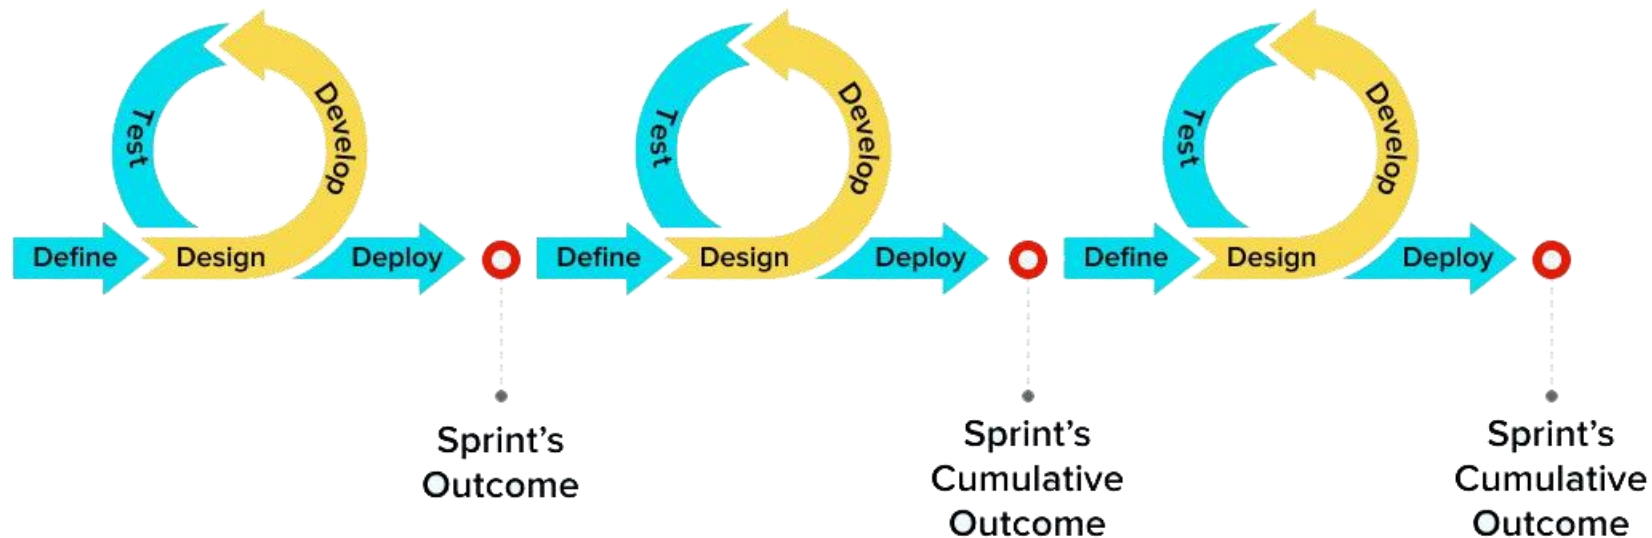 Test
Develop
Define
Design
Deploy
Test
Develop
Define
Design
Deploy
Test
Develop
Define
Design
Deploy
Sprint's
Outcome
Sprint's
Cumulative
Outcome
Sprint's
Cumulative
Outcome